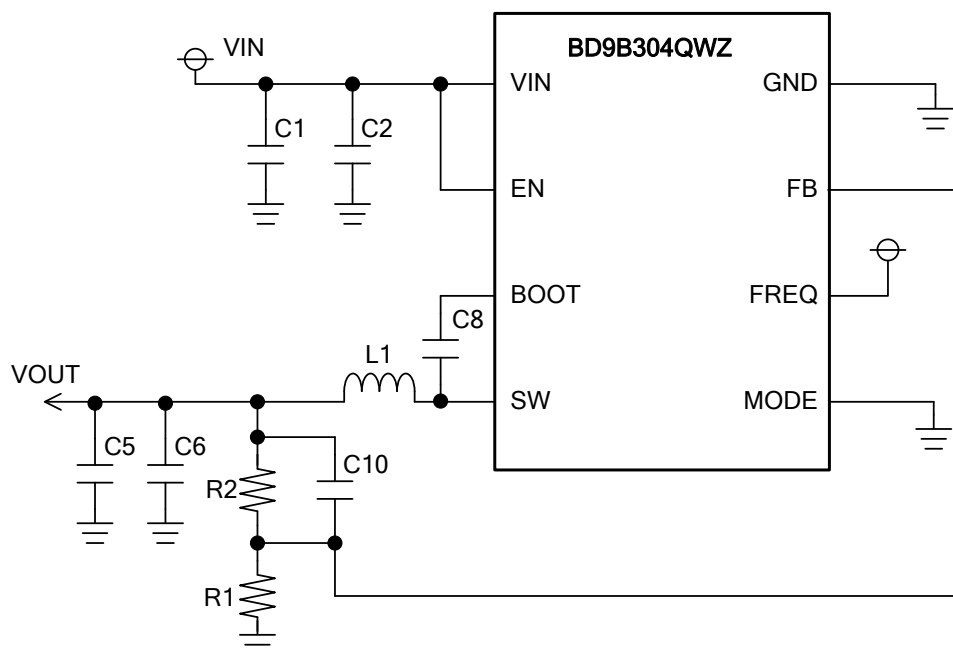 VIN
BD9B304QWZ
VIN
GND
C1
C2
EN
FB
BOOT
FREQ
C8
L1
VOUT
SW
MODE
C5
C6
C10
R2
R1